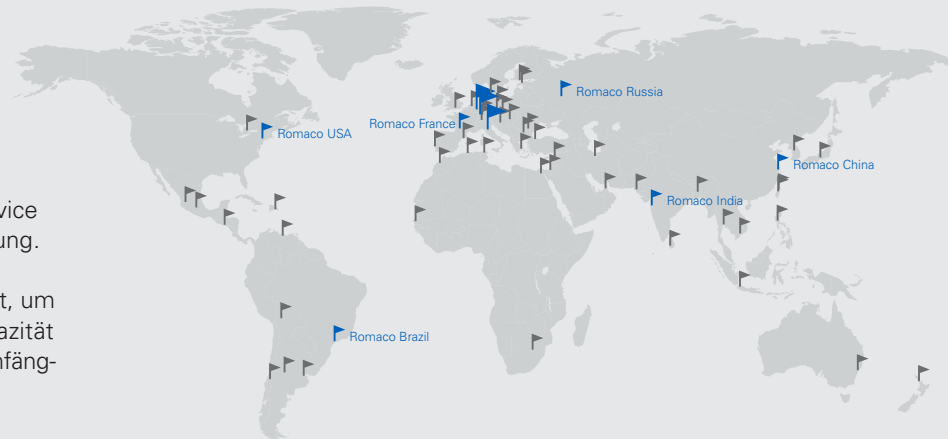 vice
ung.
t, um
azität
nfäng-
Romaco Russia
Romaco France
Romaco USA
Romaco China
Romaco India
Romaco Brazil